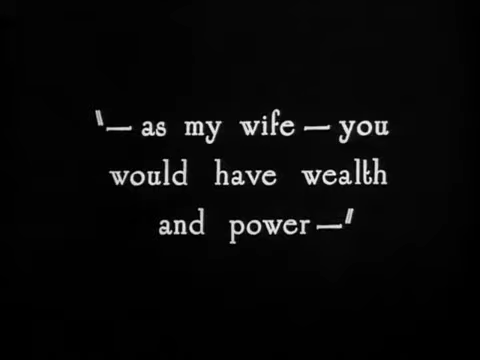 "— as my wife — you
would have wealth
and power —"